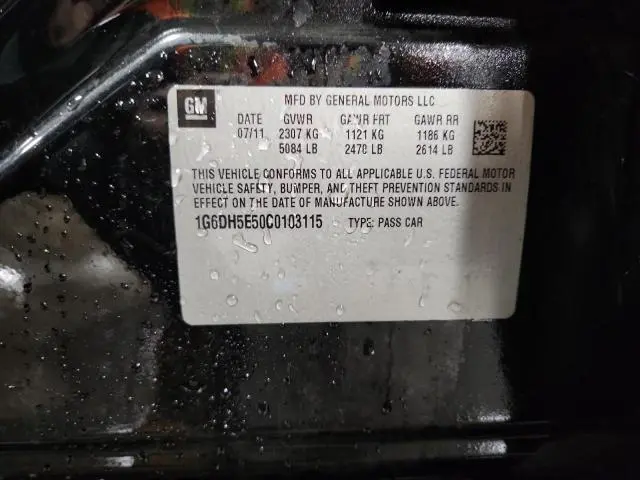 GM
MFD BY GENERAL MOTORS LLC
DATE GVWR GAWR FRT GAWR RR
07/11 2307 KG 1121 KG 1186 KG
5084 LB 2470 LB 2614 LB
THIS VEHICLE CONFORMS TO ALL APPLICABLE U.S. FEDERAL MOTOR
VEHICLE SAFETY, BUMPER, AND THEFT PREVENTION STANDARDS IN
EFFECT ON THE DATE OF MANUFACTURE SHOWN ABOVE.
1G6DH5E50C0103115 TYPE: PASS CAR